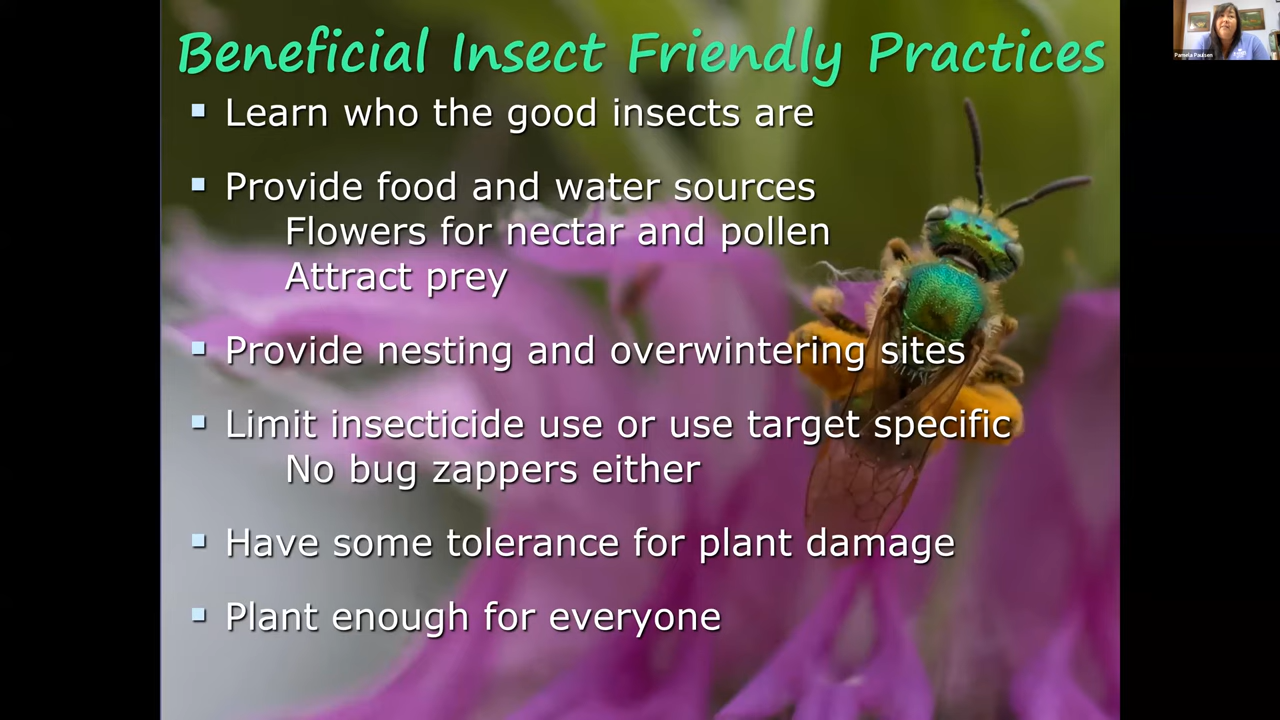 Beneficial Insect Friendly Practices
Learn who the good insects are
Provide food and water sources
Flowers for nectar and pollen
Attract prey
Provide nesting and overwintering sites
Limit insecticide use or use target specific
No bug zappers either
Have some tolerance for plant damage
Plant enough for everyone
Pamela Paulsen